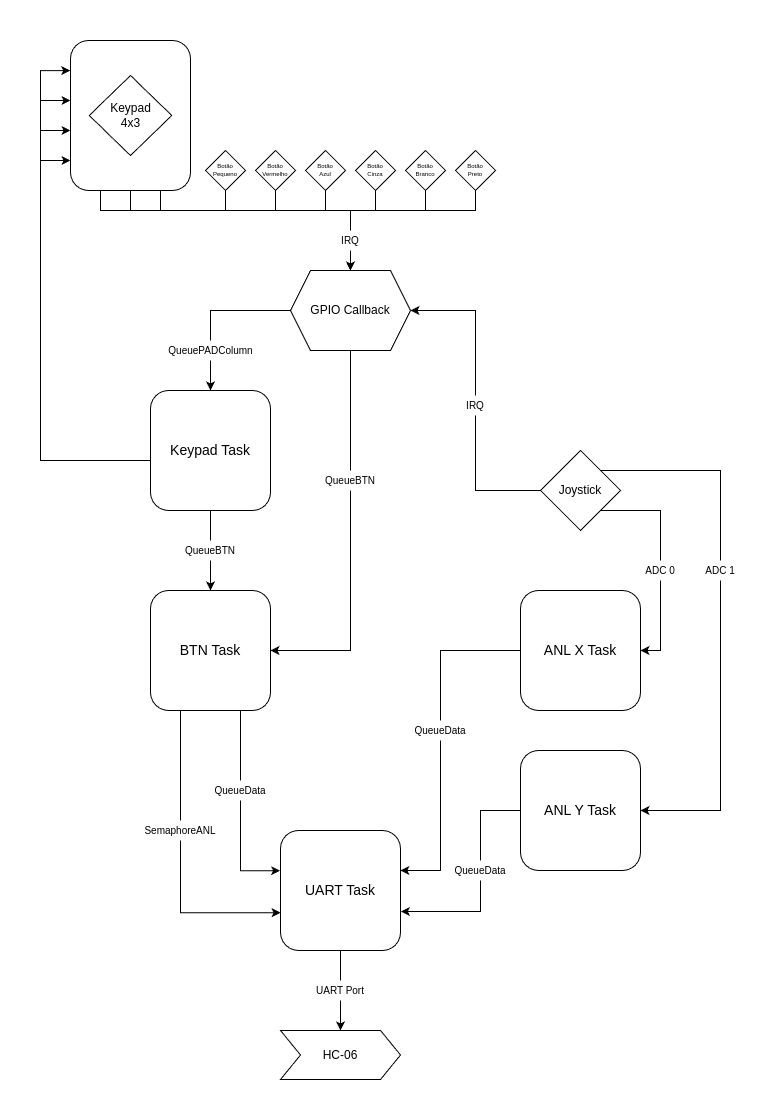 Keypad
4x3
Botão
Pequeno
Botão
Vermelho
Botão
Azul
Botão
Cinza
Botão
Branco
Botão
Preto
IRQ
GPIO Callback
QueuePADColumn
IRQ
Keypad Task
QueueBTN
Joystick
QueueBTN
ADC 0
ADC 1
BTN Task
ANL X Task
QueueData
QueueData
ANL Y Task
SemaphoreANL
QueueData
UART Task
UART Port
HC-06